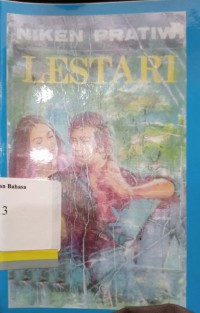 NIKEN PRATIWI
LESTARI
Bahasa
3